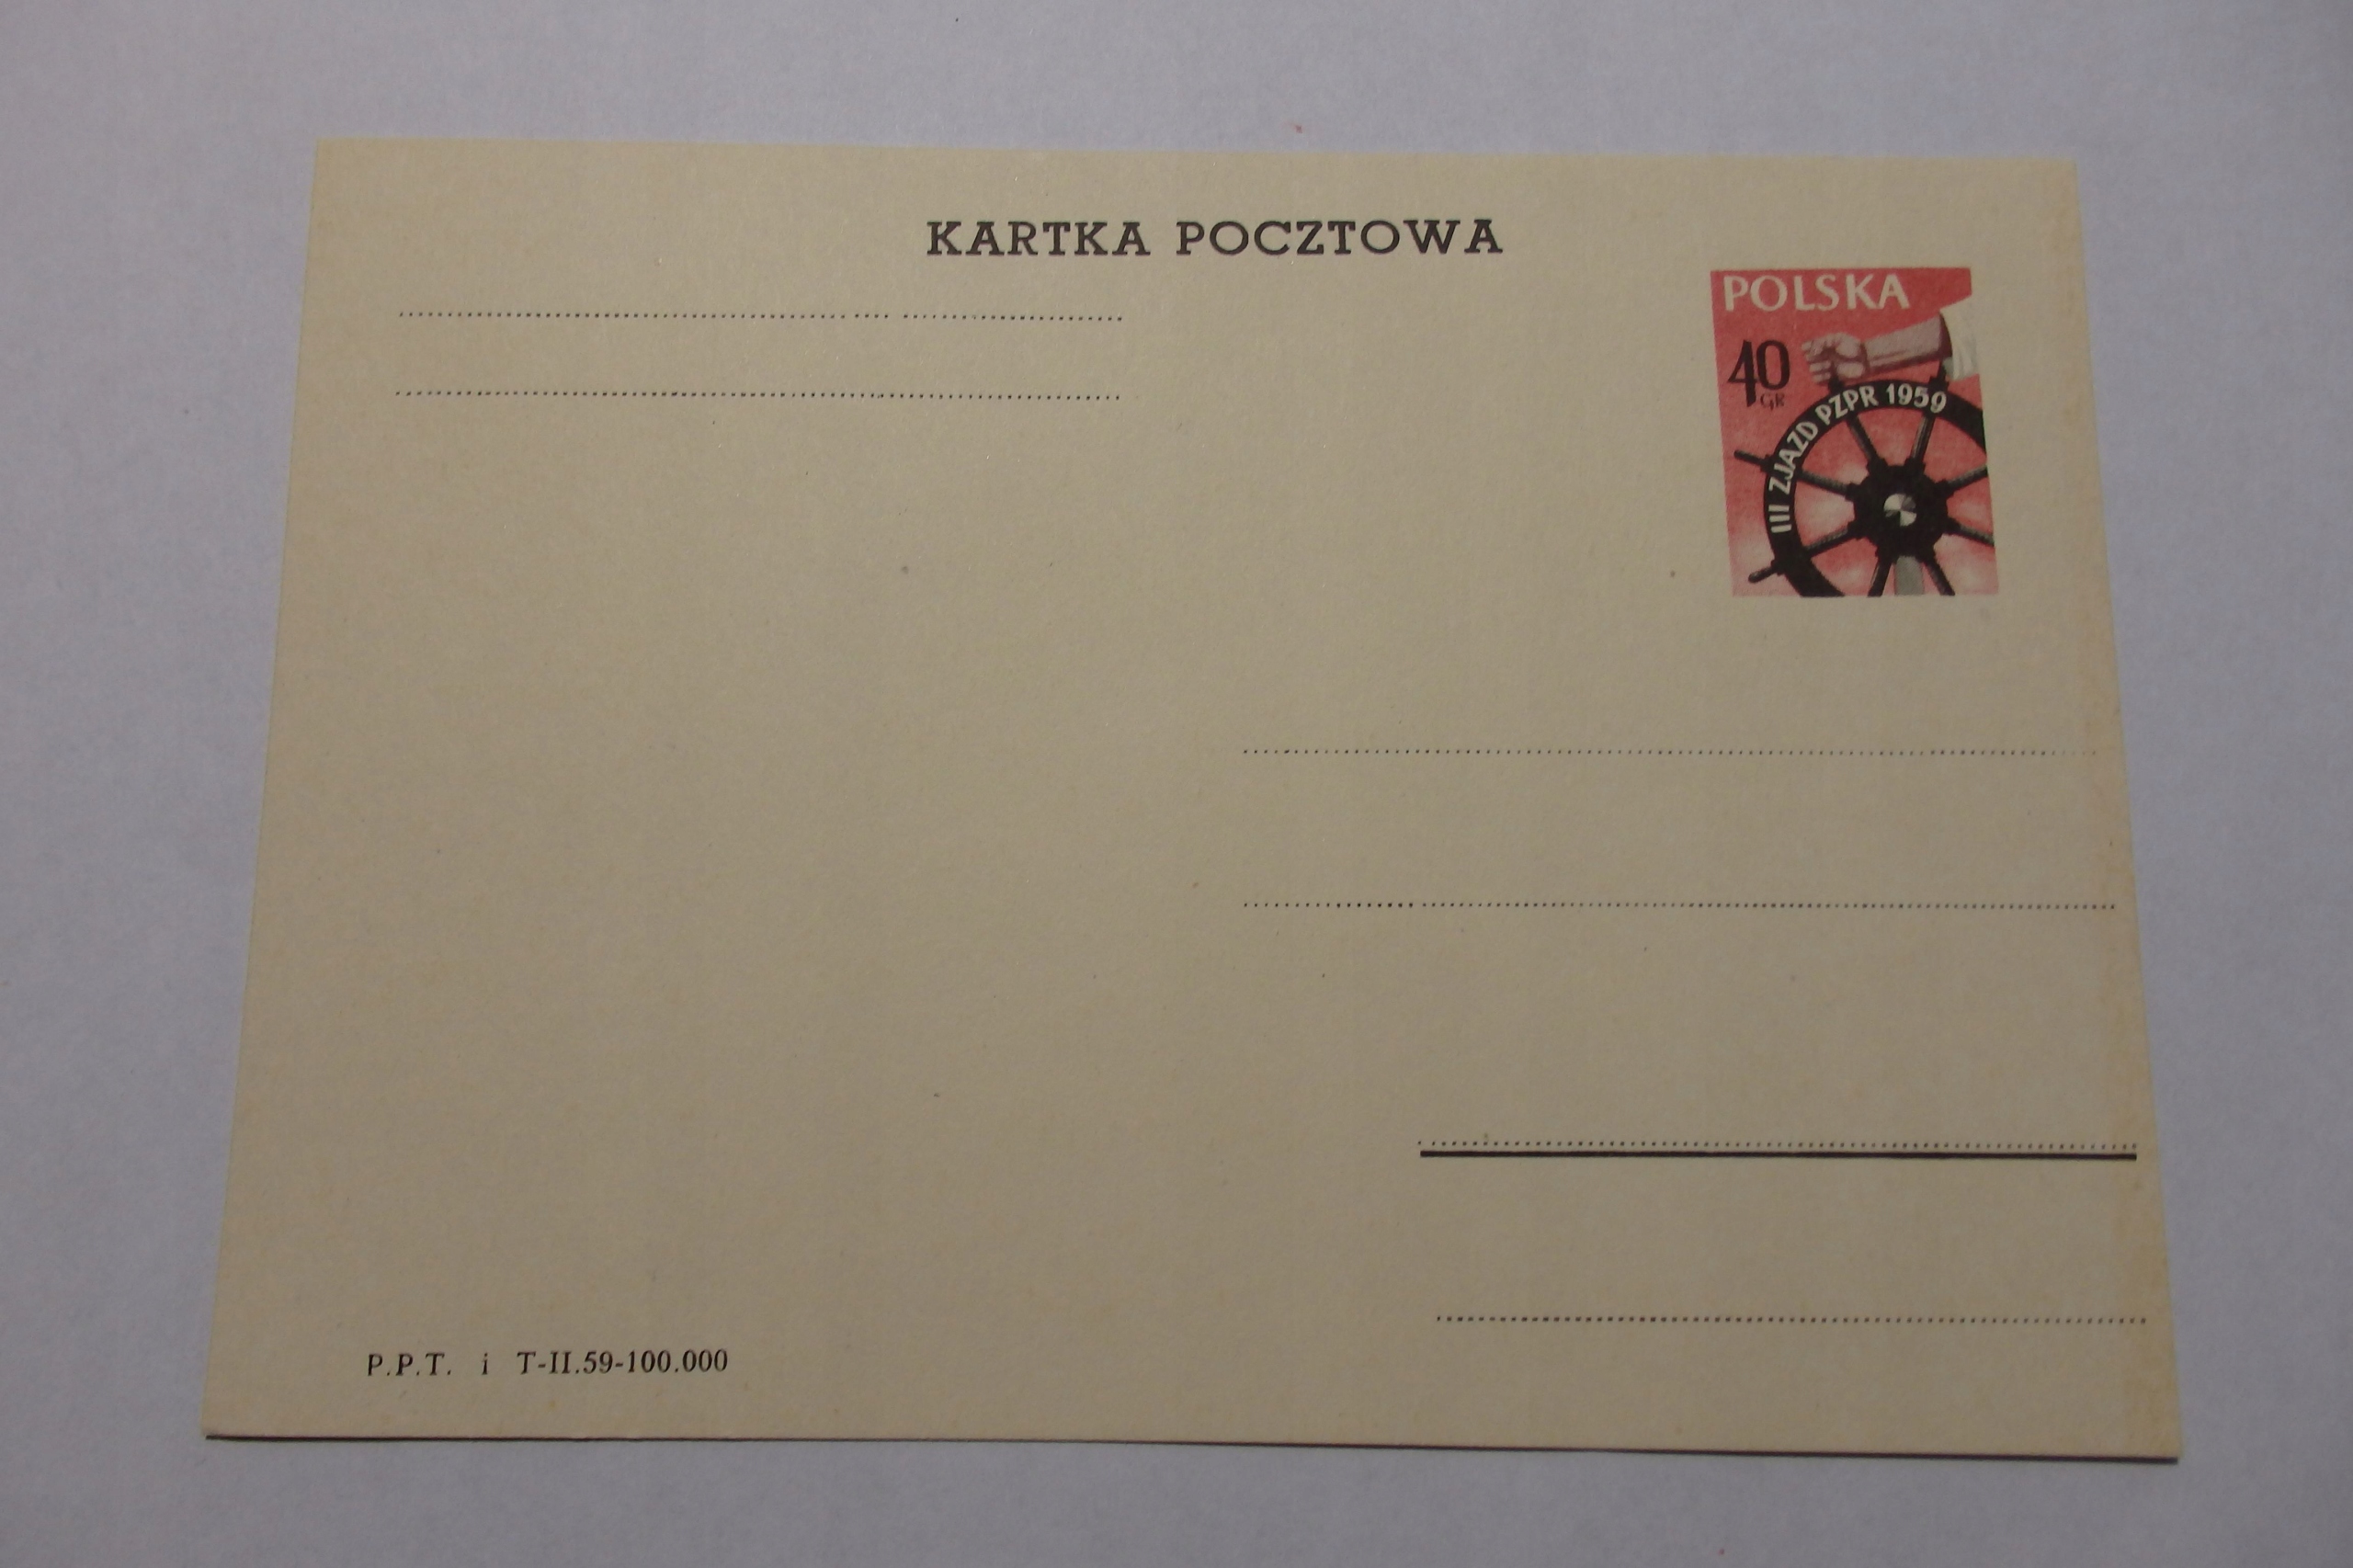 KARTKA POCZTOWA
POLSKA
40
GR
III ZJAZD PZPR 1959
P.P.T. i T-II.59-100.000